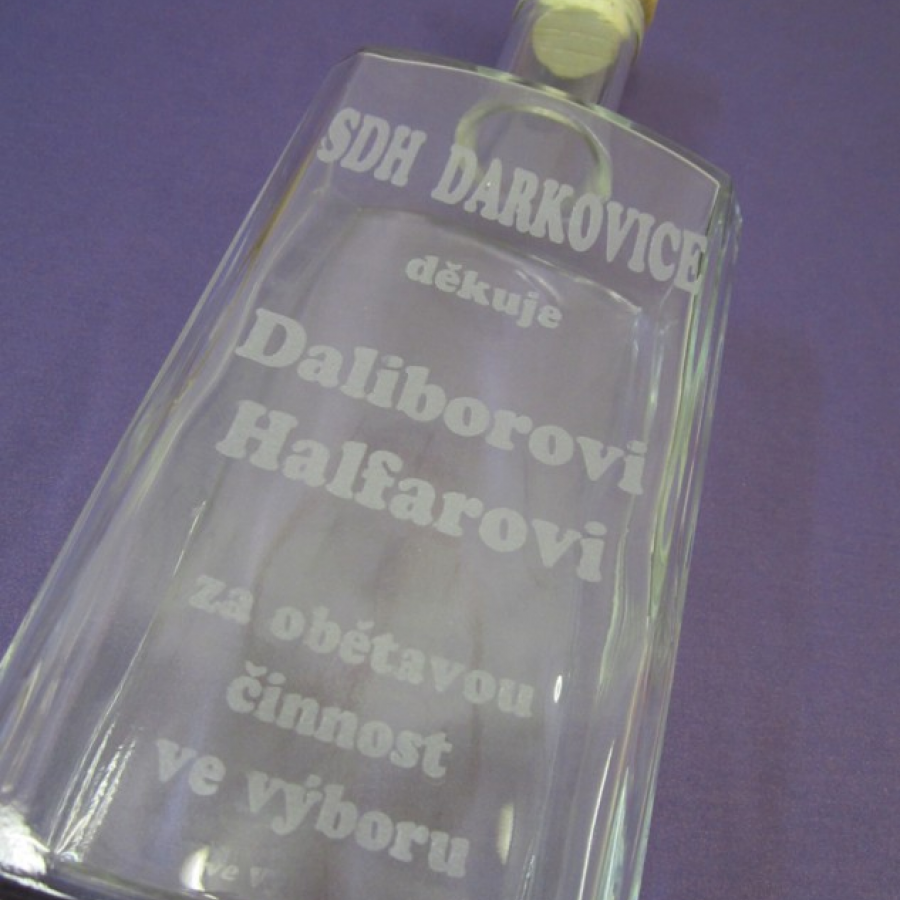 SDH DARKOVICE
děkuje
Daliborovi
Halfarovi
za obětavou
činnost
ve výboru